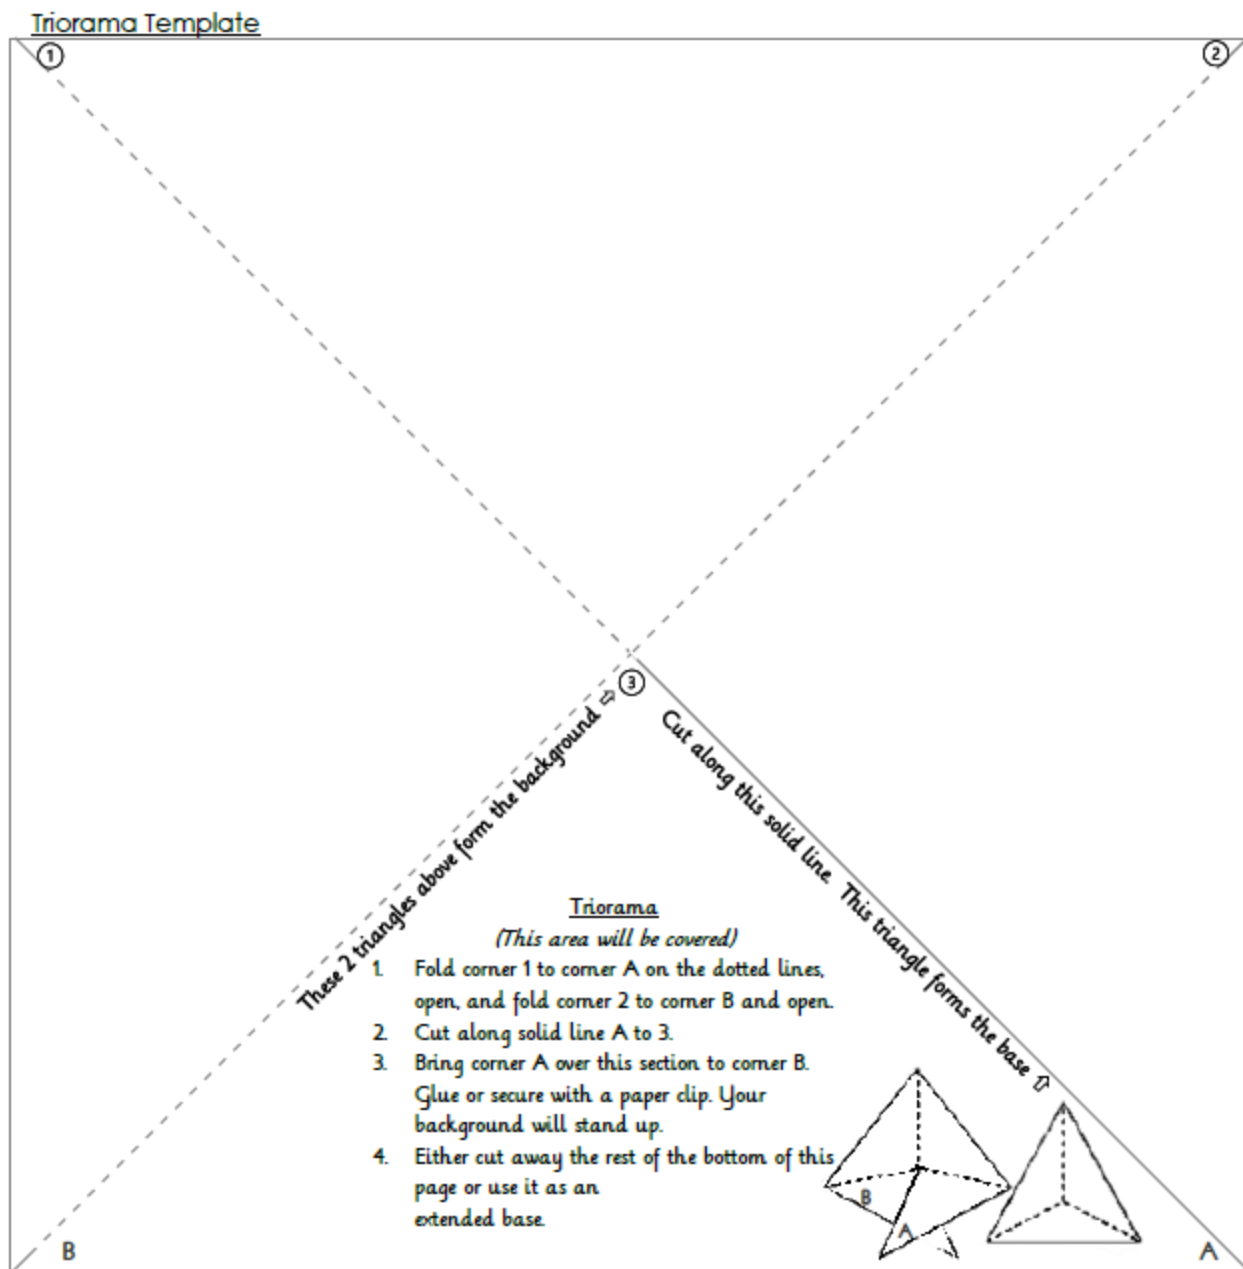 Triorama Template
1
2
3
These 2 triangles above form the background
Cut along this solid line. This triangle forms the base
Triorama
(This area will be covered)
1. Fold corner 1 to corner A on the dotted lines,
open, and fold corner 2 to corner B and open.
2. Cut along solid line A to 3.
3. Bring corner A over this section to corner B.
Glue or secure with a paper clip. Your
background will stand up.
4. Either cut away the rest of the bottom of this
page or use it as an
extended base.
B
A
B
A